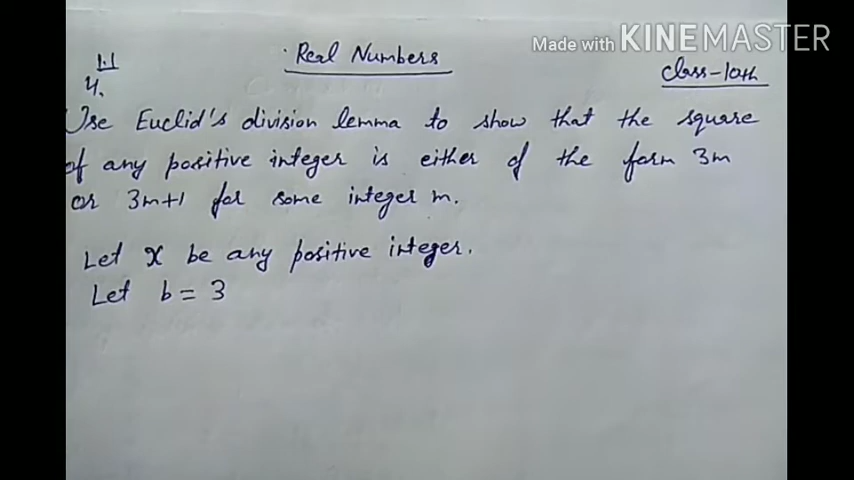 Made with KINEMASTER
Real Numbers
1.1
Class-10th
4.
Use Euclid's division lemma to show that the square
of any positive integer is either of the form 3m
or 3m+1 for some integer m.
Let x be any positive integer.
Let b = 3